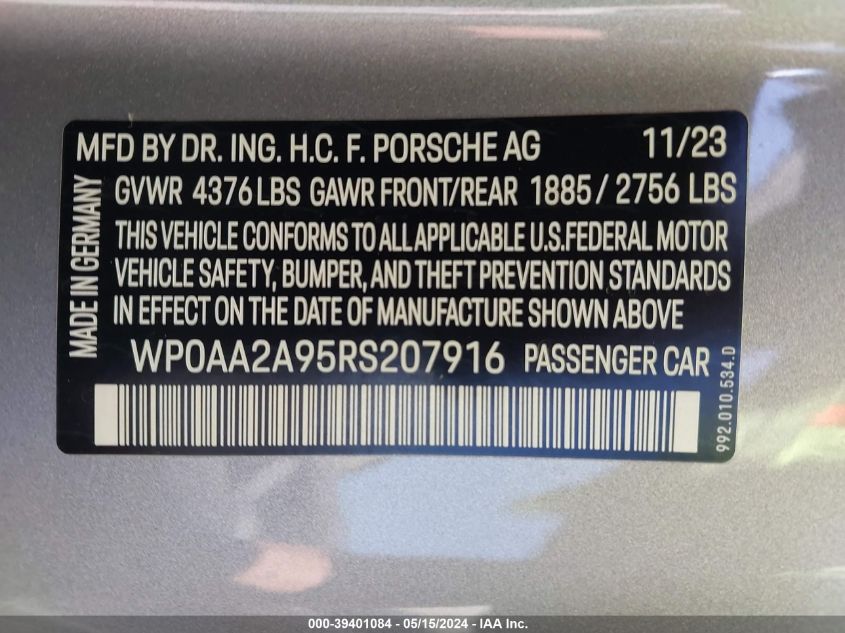 MFD BY DR. ING. H.C. F. PORSCHE AG 11/23
GVWR 4376 LBS GAWR FRONT/REAR 1885 / 2756 LBS
THIS VEHICLE CONFORMS TO ALL APPLICABLE U.S. FEDERAL MOTOR
VEHICLE SAFETY, BUMPER, AND THEFT PREVENTION STANDARDS
IN EFFECT ON THE DATE OF MANUFACTURE SHOWN ABOVE
WP0AA2A95RS207916 PASSENGER CAR
MADE IN GERMANY
992.010.534.0
000-39401084 - 05/15/2024 - IAA Inc.